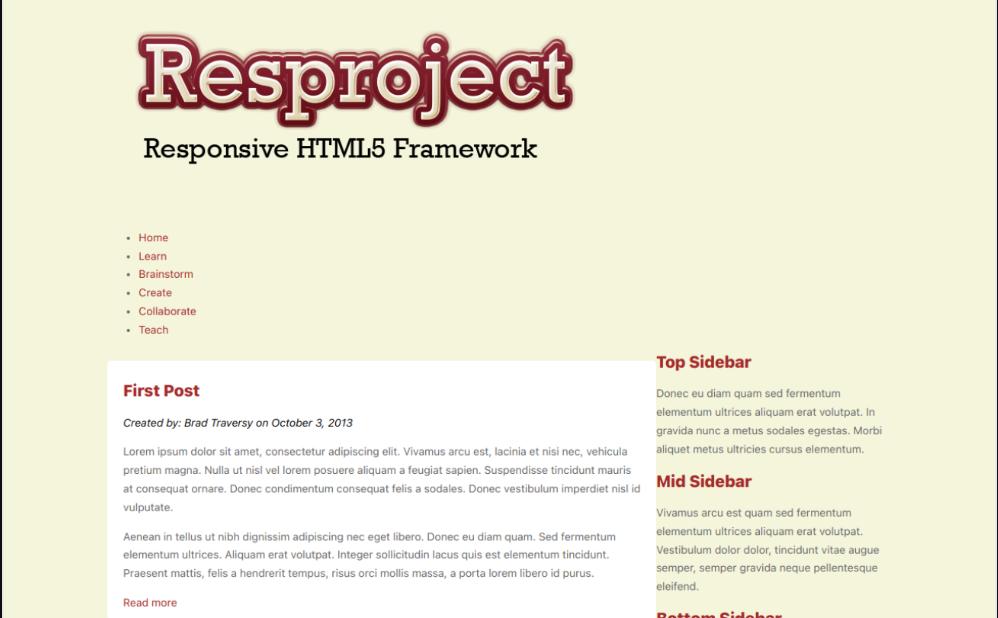 Resproject
Responsive HTML5 Framework
Home
Learn
Brainstorm
Create
Collaborate
Teach
First Post
Created by: Brad Traversy on October 3, 2013
Lorem ipsum dolor sit amet, consectetur adipiscing elit. Vivamus arcu est, lacinia et nisi nec, vehicula
pretium magna. Nulla ut nisl vel lorem posuere aliquam a feugiat sapien. Suspendisse tincidunt mauris
at consequat ornare. Donec condimentum consequat felis a sodales. Donec vestibulum imperdiet nisl id
vulputate.
Aenean in tellus ut nibh dignissim adipiscing nec eget libero. Donec eu diam quam. Sed fermentum
elementum ultrices. Aliquam erat volutpat. Integer sollicitudin lacus quis est elementum tincidunt.
Praesent mattis, felis a hendrerit tempus, risus orci mollis massa, a porta lorem libero id purus.
Read more
Top Sidebar
Donec eu diam quam sed fermentum
elementum ultrices aliquam erat volutpat. In
gravida nunc a metus sodales egestas. Morbi
aliquet metus ultricies cursus elementum.
Mid Sidebar
Vivamus arcu est quam sed fermentum
elementum ultrices aliquam erat volutpat.
Vestibulum dolor dolor, tincidunt vitae augue
semper, semper gravida neque pellentesque
eleifend.
Bottom Sidebar